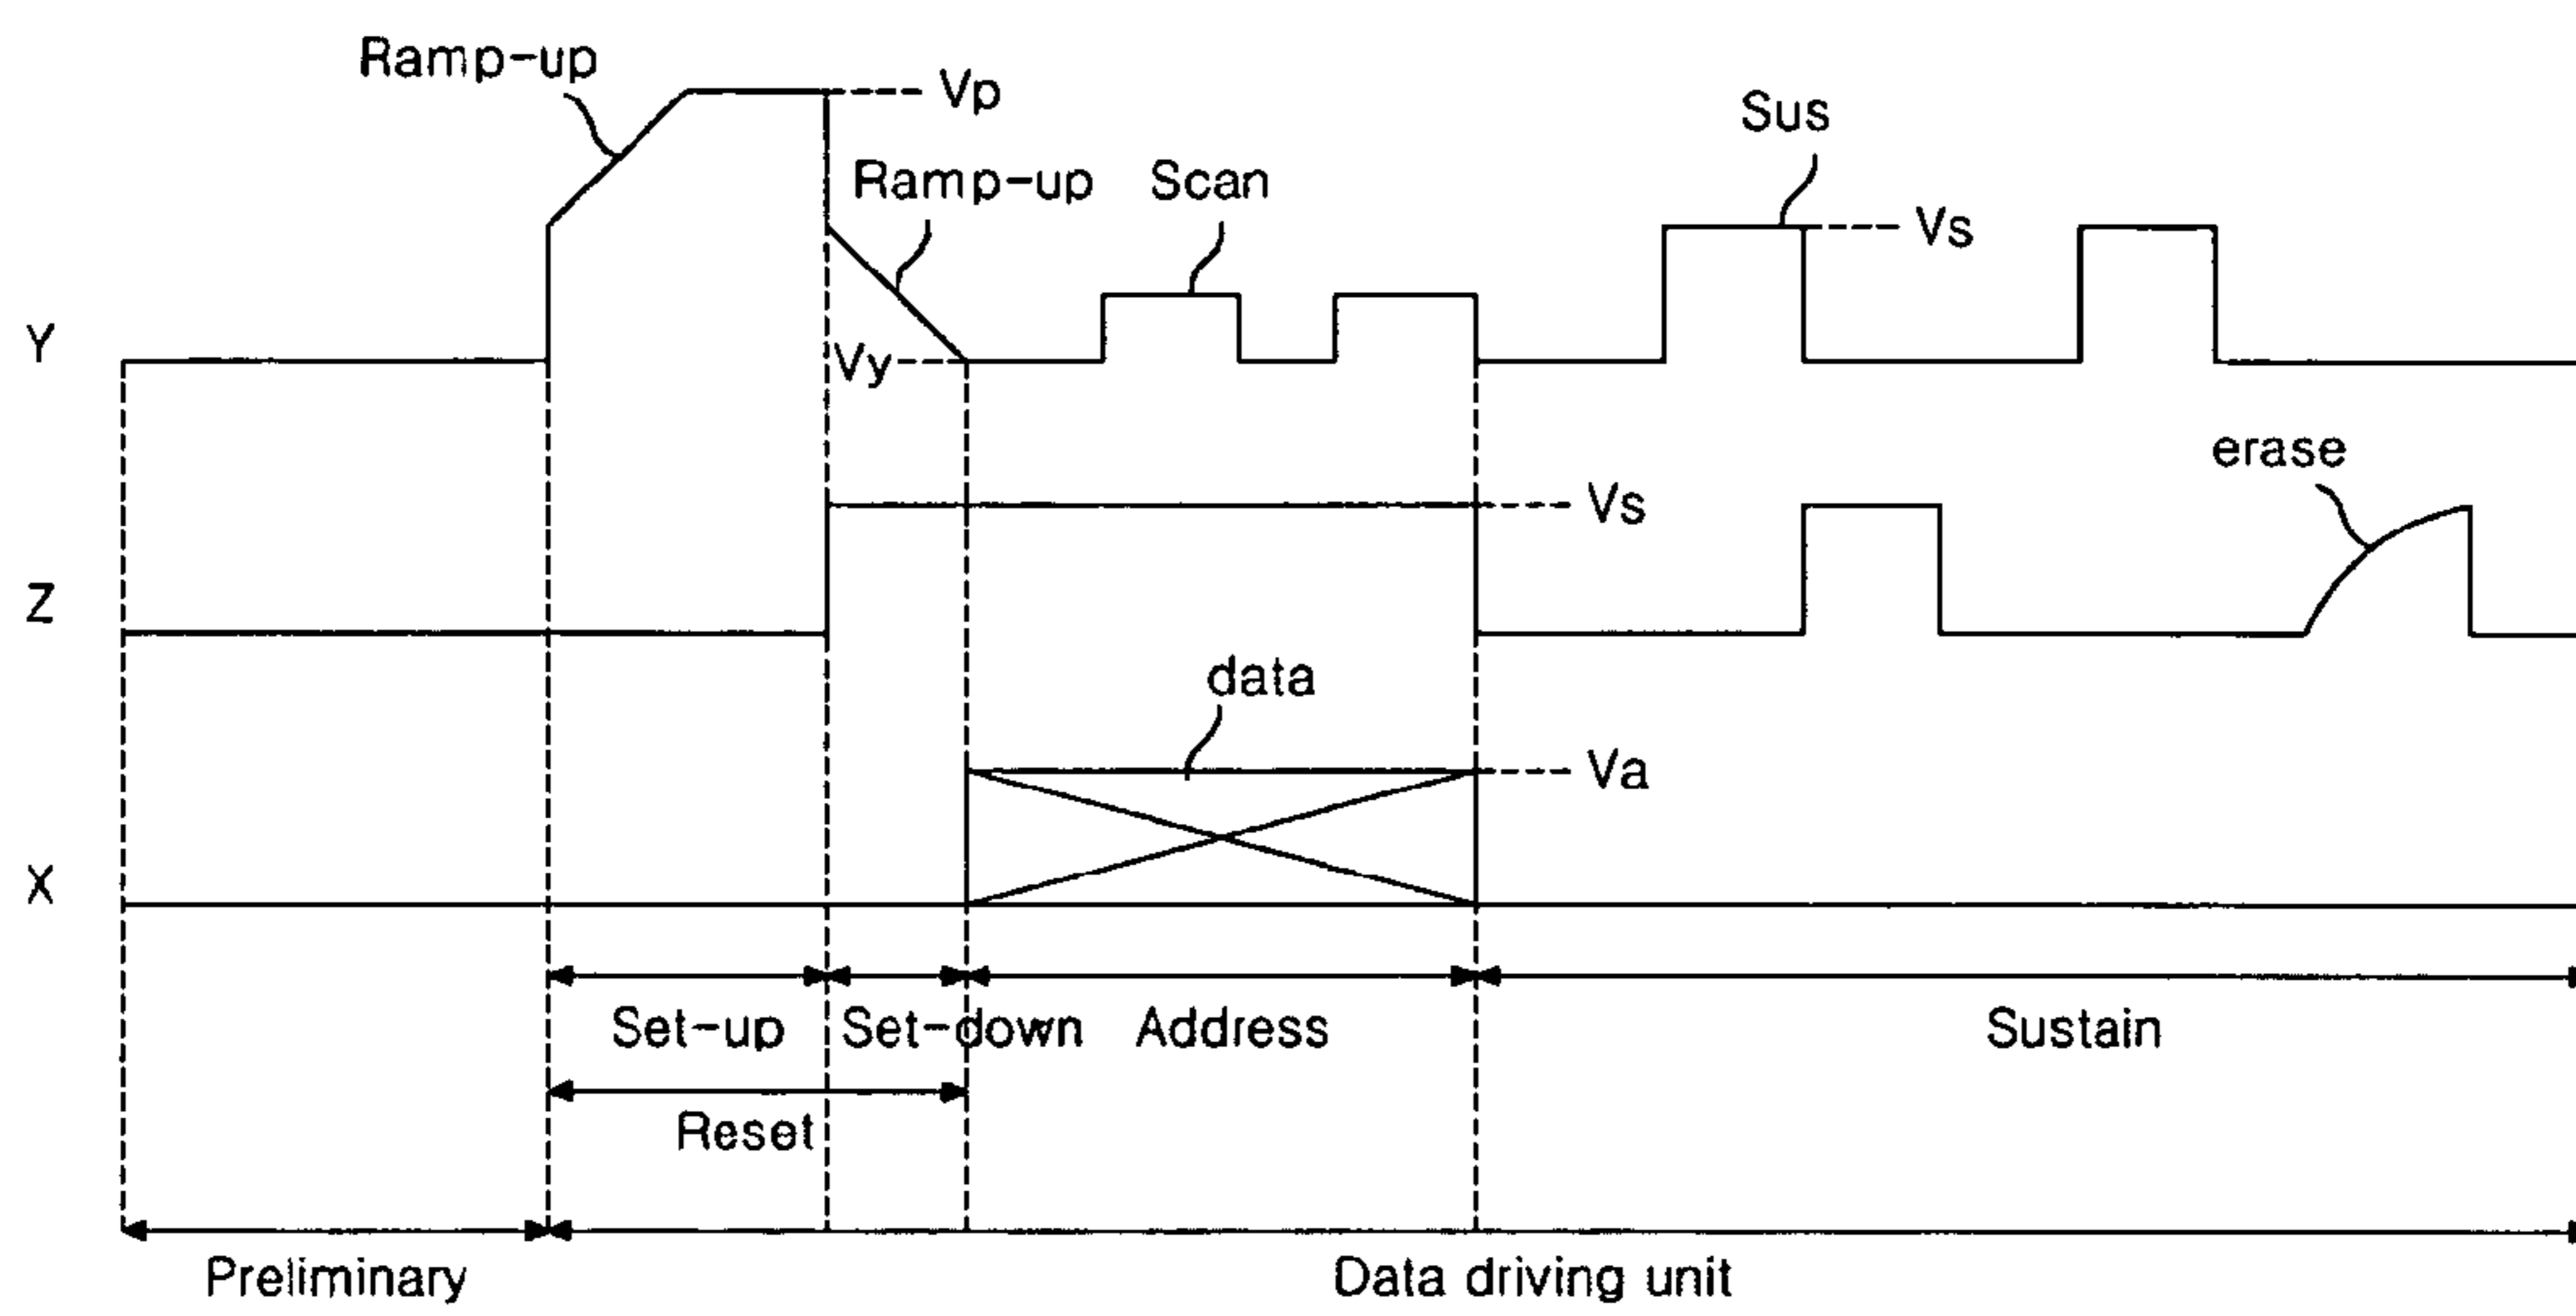 Ramp-up
Vp
Sus
Ramp-up
Scan
Vs
Y
Vy
erase
Vs
Z
data
Va
X
Set-up
Set-down
Address
Sustain
Reset
Preliminary
Data driving unit